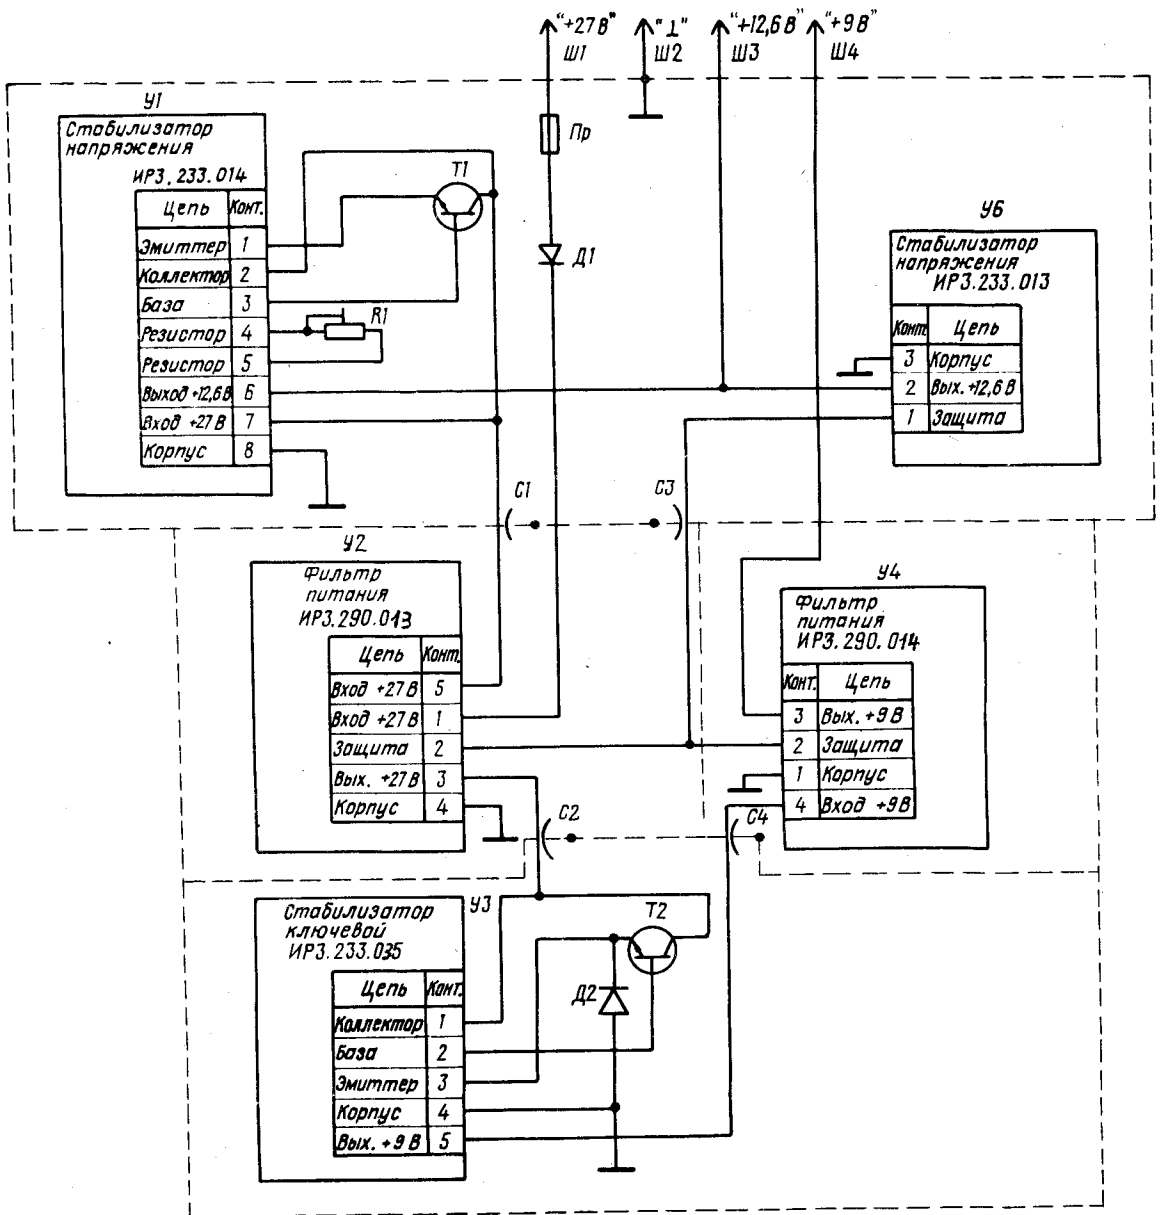 "+27 В"
Ш1
"⊥"
Ш2
"+12,6 В"
Ш3
"+9 В"
Ш4
У1
Стабилизатор
напряжения
ИР3.233.014
Цепь Конт.
Эмиттер 1
Коллектор 2
База 3
Резистор 4
Резистор 5
Выход +12,6 В 6
Вход +27 В 7
Корпус 8
Т1
R1
Пр
Д1
У6
Стабилизатор
напряжения
ИР3.233.013
Конт Цепь
3 Корпус
2 Вых. +12,6 В
1 Защита
С1
С3
У2
Фильтр
питания
ИР3.290.013
Цепь Конт.
Вход +27 В 5
Вход +27 В 1
Защита 2
Вых. +27 В 3
Корпус 4
У4
Фильтр
питания
ИР3.290.014
Конт. Цепь
3 Вых. +9 В
2 Защита
1 Корпус
4 Вход +9 В
С2
С4
У3
Стабилизатор
ключевой
ИР3.233.035
Цепь Конт.
Коллектор 1
База 2
Эмиттер 3
Корпус 4
Вых. +9 В 5
Т2
Д2